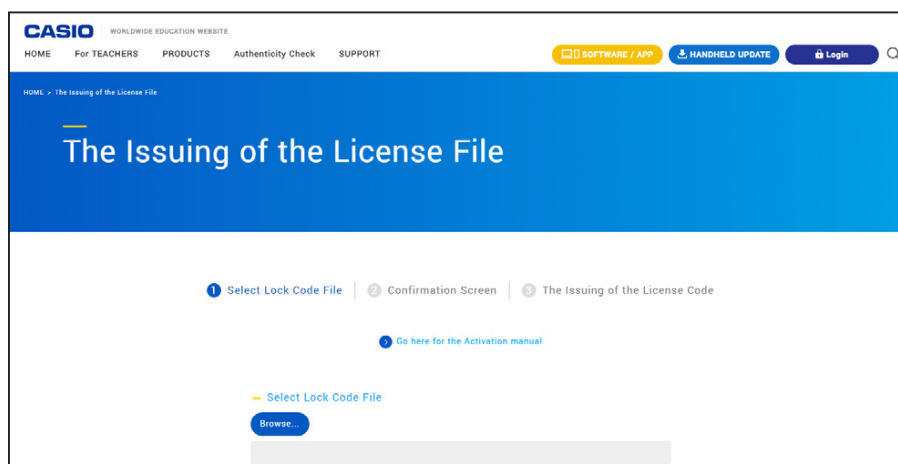 CASIO WORLDWIDE EDUCATION WEBSITE
HOME For TEACHERS PRODUCTS Authenticity Check SUPPORT SOFTWARE / APP HANDHELD UPDATE Login
HOME > The Issuing of the License File
The Issuing of the License File
1 Select Lock Code File 2 Confirmation Screen 3 The Issuing of the License Code
Go here for the Activation manual
Select Lock Code File
Browse...